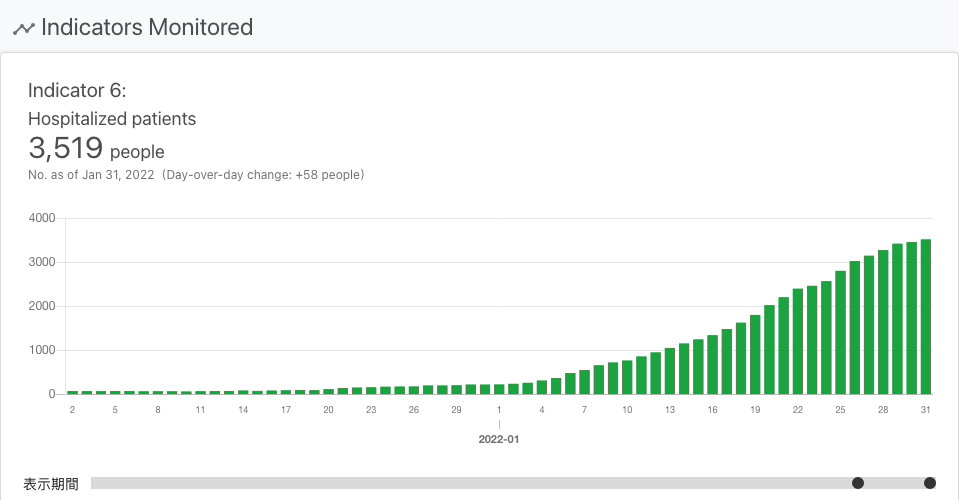 Indicators Monitored
Indicator 6:
Hospitalized patients
3,519 people
No. as of Jan 31, 2022 (Day-over-day change: +58 people)
4000
3000
2000
1000
0
2 5 8 11 14 17 20 23 26 29 1 4 7 10 13 16 19 22 25 28 31
2022-01
表示期間